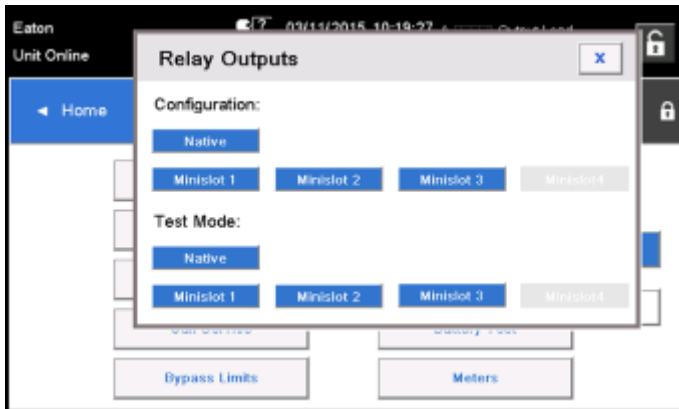 Eaton
Unit Online
03/11/2015 10:19:27
Relay Outputs
x
◄ Home
Configuration:
Native
Minislot 1 Minislot 2 Minislot 3 Minislot4
Test Mode:
Native
Minislot 1 Minislot 2 Minislot 3 Minislot4
Bypass Limits
Meters